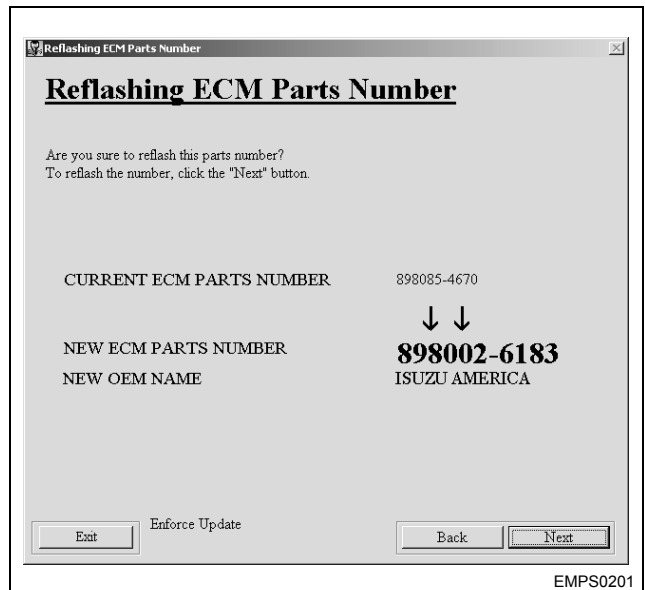 Reflashing ECM Parts Number
Reflashing ECM Parts Number
Are you sure to reflash this parts number?
To reflash the number, click the "Next" button.
CURRENT ECM PARTS NUMBER 898085-4670
↓ ↓
NEW ECM PARTS NUMBER 898002-6183
NEW OEM NAME ISUZU AMERICA
Exit Enforce Update Back Next
EMPS0201